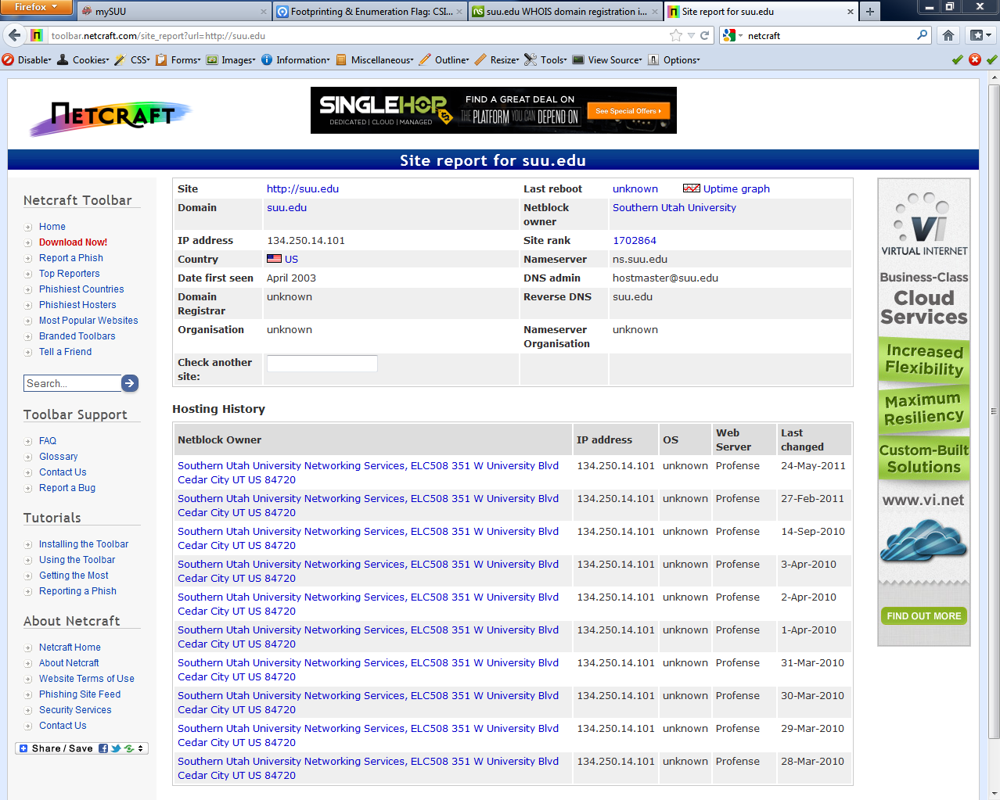 Firefox
mySUU
Footprinting & Enumeration Flag: CSI...
suu.edu WHOIS domain registration i...
Site report for suu.edu
toolbar.netcraft.com/site_report?url=http://suu.edu
netcraft
Disable Cookies CSS Forms Images Information Miscellaneous Outline Resize Tools View Source Options
NETCRAFT
SINGLEHOP
DEDICATED | CLOUD | MANAGED
FIND A GREAT DEAL ON
THE PLATFORM YOU CAN DEPEND ON
See Special Offers
Site report for suu.edu
Netcraft Toolbar
Home
Download Now!
Report a Phish
Top Reporters
Phishiest Countries
Phishiest Hosters
Most Popular Websites
Branded Toolbars
Tell a Friend
Search...
Toolbar Support
FAQ
Glossary
Contact Us
Report a Bug
Tutorials
Installing the Toolbar
Using the Toolbar
Getting the Most
Reporting a Phish
About Netcraft
Netcraft Home
About Netcraft
Website Terms of Use
Phishing Site Feed
Security Services
Contact Us
Share / Save
Site http://suu.edu Last reboot unknown Uptime graph
Domain suu.edu Netblock owner Southern Utah University
IP address 134.250.14.101 Site rank 1702864
Country US Nameserver ns.suu.edu
Date first seen April 2003 DNS admin hostmaster@suu.edu
Domain Registrar unknown Reverse DNS suu.edu
Organisation unknown Nameserver Organisation unknown
Check another site:
Hosting History
Netblock Owner IP address OS Web Server Last changed
Southern Utah University Networking Services, ELC508 351 W University Blvd 134.250.14.101 unknown Profense 24-May-2011
Cedar City UT US 84720
Southern Utah University Networking Services, ELC508 351 W University Blvd 134.250.14.101 unknown Profense 27-Feb-2011
Cedar City UT US 84720
Southern Utah University Networking Services, ELC508 351 W University Blvd 134.250.14.101 unknown Profense 14-Sep-2010
Cedar City UT US 84720
Southern Utah University Networking Services, ELC508 351 W University Blvd 134.250.14.101 unknown Profense 3-Apr-2010
Cedar City UT US 84720
Southern Utah University Networking Services, ELC508 351 W University Blvd 134.250.14.101 unknown Profense 2-Apr-2010
Cedar City UT US 84720
Southern Utah University Networking Services, ELC508 351 W University Blvd 134.250.14.101 unknown Profense 1-Apr-2010
Cedar City UT US 84720
Southern Utah University Networking Services, ELC508 351 W University Blvd 134.250.14.101 unknown Profense 31-Mar-2010
Cedar City UT US 84720
Southern Utah University Networking Services, ELC508 351 W University Blvd 134.250.14.101 unknown Profense 30-Mar-2010
Cedar City UT US 84720
Southern Utah University Networking Services, ELC508 351 W University Blvd 134.250.14.101 unknown Profense 29-Mar-2010
Cedar City UT US 84720
Southern Utah University Networking Services, ELC508 351 W University Blvd 134.250.14.101 unknown Profense 28-Mar-2010
Cedar City UT US 84720
vi
VIRTUAL INTERNET
Business-Class
Cloud
Services
Increased
Flexibility
Maximum
Resiliency
Custom-Built
Solutions
www.vi.net
FIND OUT MORE